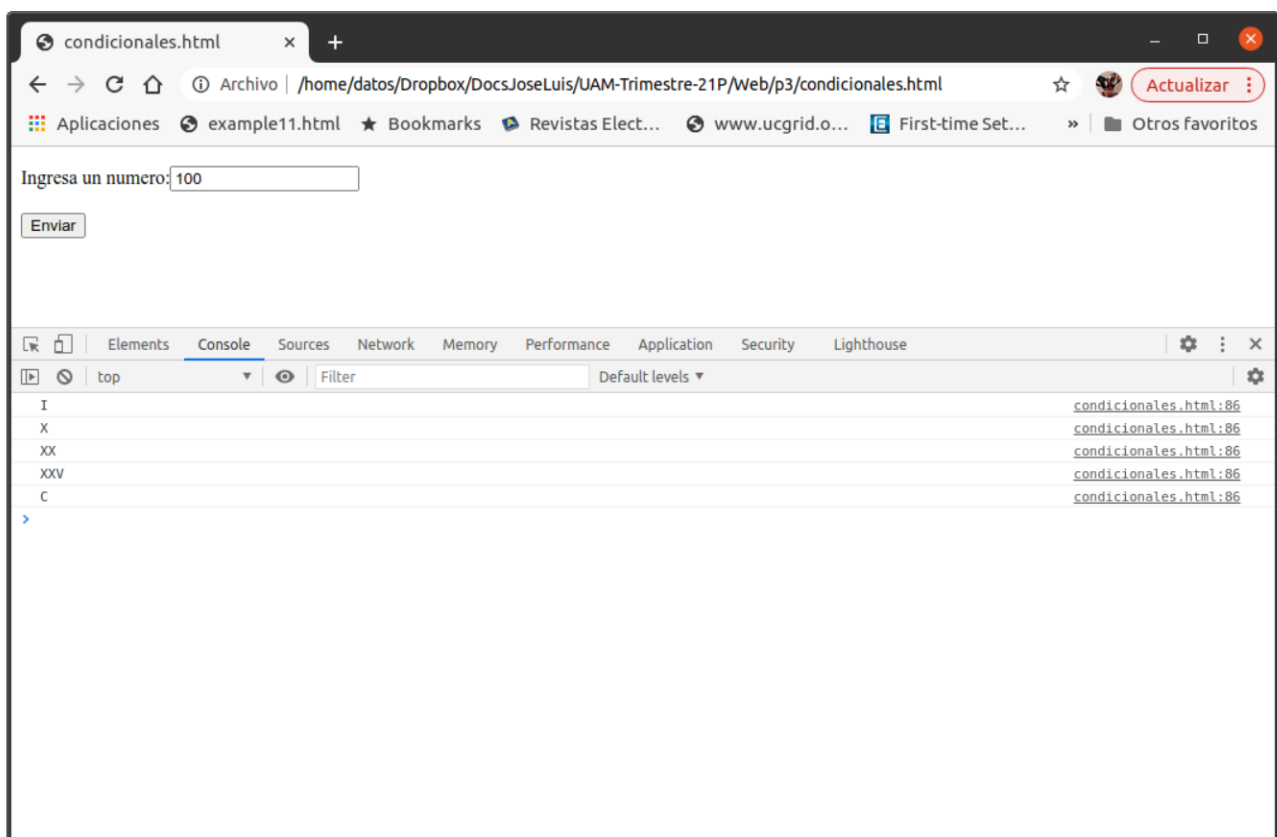 condicionales.html
Archivo /home/datos/Dropbox/DocsJoseLuis/UAM-Trimestre-21P/Web/p3/condicionales.html Actualizar
Aplicaciones example11.html Bookmarks Revistas Elect... www.ucgrid.o... First-time Set... » Otros favoritos
Ingresa un numero: 100
Enviar
Elements Console Sources Network Memory Performance Application Security Lighthouse
top Filter Default levels
I condicionales.html:86
X condicionales.html:86
XX condicionales.html:86
XXV condicionales.html:86
C condicionales.html:86